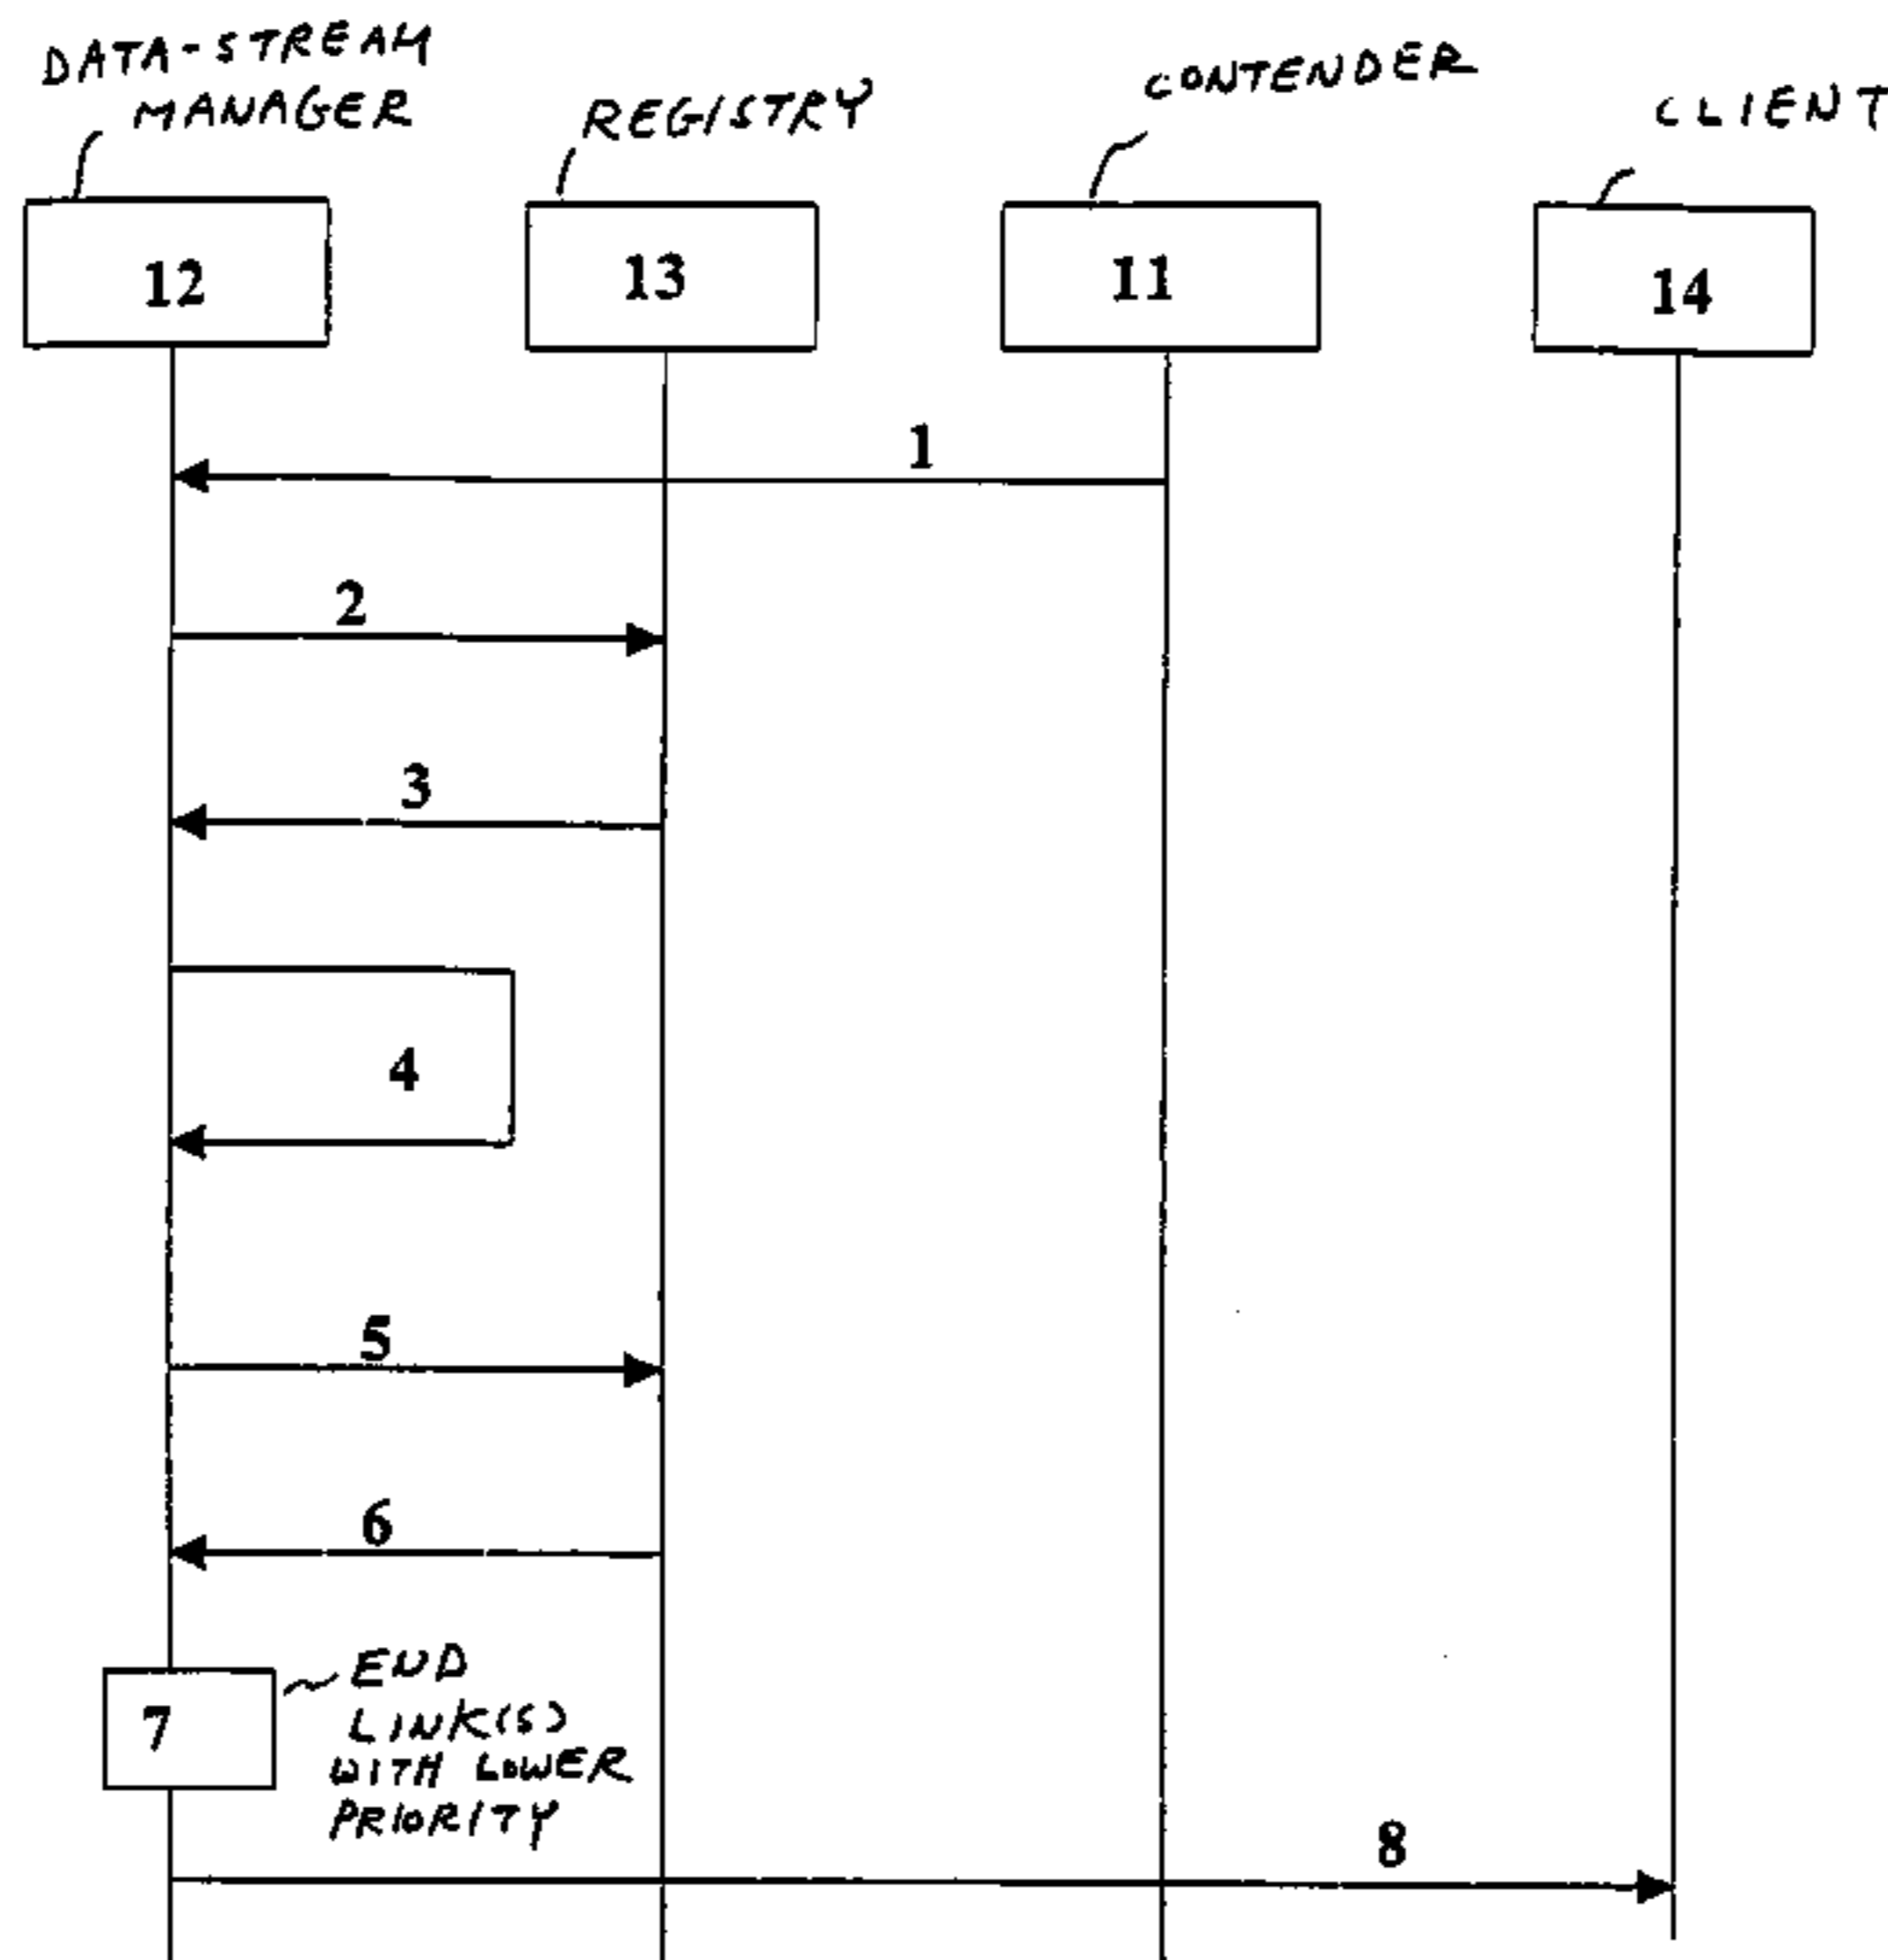 DATA-STREAM
MANAGER
REGISTRY
CONTENDER
CLIENT
12
13
11
14
1
2
3
4
5
6
7
END
LINK(S)
WITH LOWER
PRIORITY
8